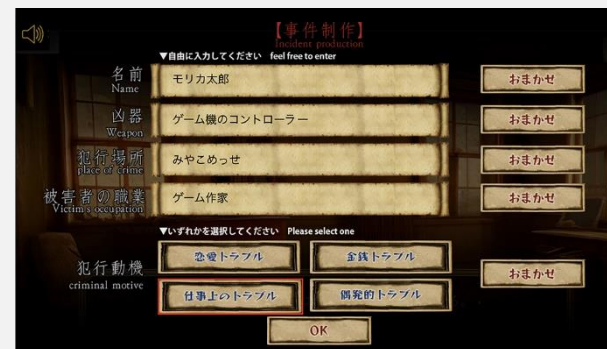 【事件制作】
Incident production
▼自由に入力してください feel free to enter
名前
Name
モリカ太郎
おまかせ
凶器
Weapon
ゲーム機のコントローラー
おまかせ
犯行場所
place of crime
みやこめっせ
おまかせ
被害者の職業
Victim's occupation
ゲーム作家
おまかせ
▼いずれかを選択してください Please select one
犯行動機
criminal motive
恋愛トラブル
金銭トラブル
おまかせ
仕事上のトラブル
偶発的トラブル
OK